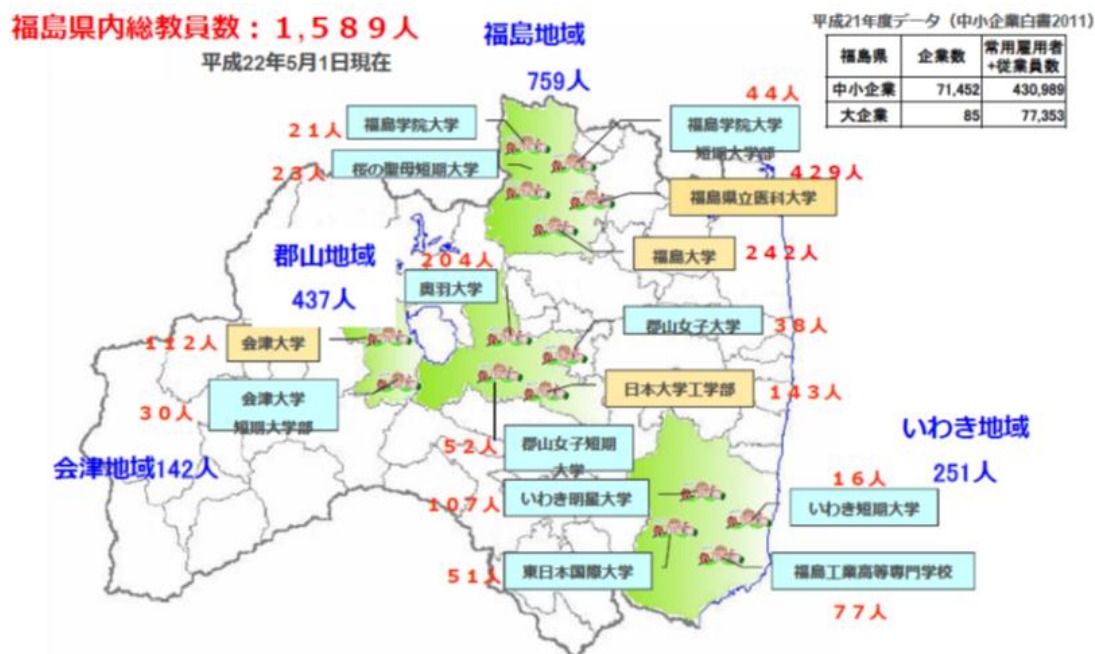 福島県内総教員数：1,589人
平成22年5月1日現在
福島地域
759人
平成21年度データ（中小企業白書2011）
福島県 企業数 常用雇用者
+従業員数
中小企業 71,452 430,989
大企業 85 77,353
21人
福島学院大学
44人
福島学院大学
短期大学部
23人
桜の聖母短期大学
429人
福島県立医科大学
福島大学
242人
郡山地域
437人
204人
奥羽大学
郡山女子大学
38人
112人
会津大学
日本大学工学部
143人
30人
会津大学
短期大学部
52人
郡山女子短期
大学
会津地域142人
いわき地域
251人
107人
いわき明星大学
16人
いわき短期大学
51人
東日本国際大学
福島工業高等専門学校
77人